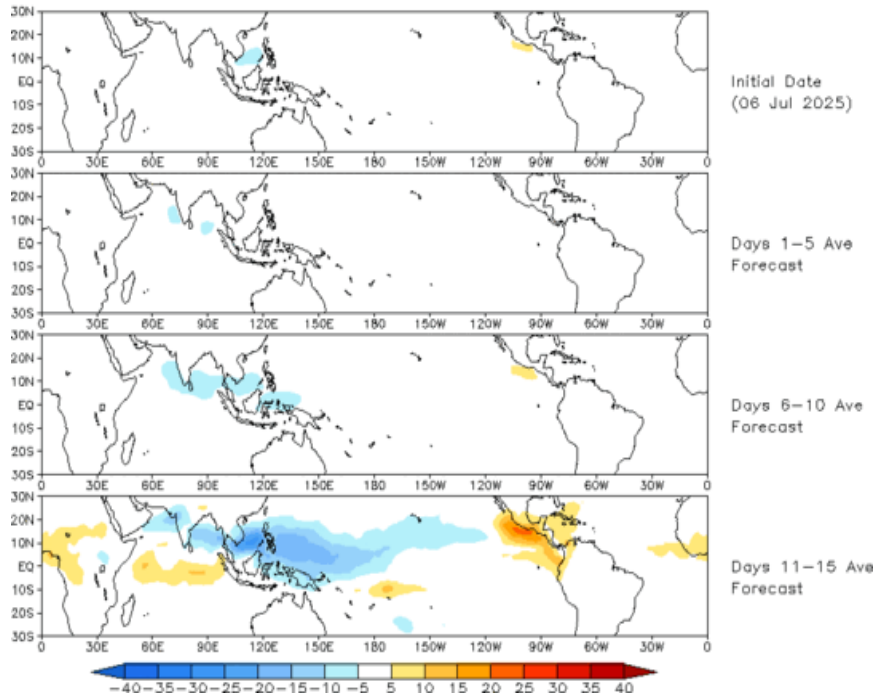 30N
20N
10N
EQ
10S
20S
30S
0 30E 60E 90E 120E 150E 180 150W 120W 90W 60W 30W 0
Initial Date
(06 Jul 2025)
30N
20N
10N
EQ
10S
20S
30S
0 30E 60E 90E 120E 150E 180 150W 120W 90W 60W 30W 0
Days 1-5 Ave
Forecast
30N
20N
10N
EQ
10S
20S
30S
0 30E 60E 90E 120E 150E 180 150W 120W 90W 60W 30W 0
Days 6-10 Ave
Forecast
30N
20N
10N
EQ
10S
20S
30S
0 30E 60E 90E 120E 150E 180 150W 120W 90W 60W 30W 0
Days 11-15 Ave
Forecast
-40 -35 -30 -25 -20 -15 -10 -5 5 10 15 20 25 30 35 40